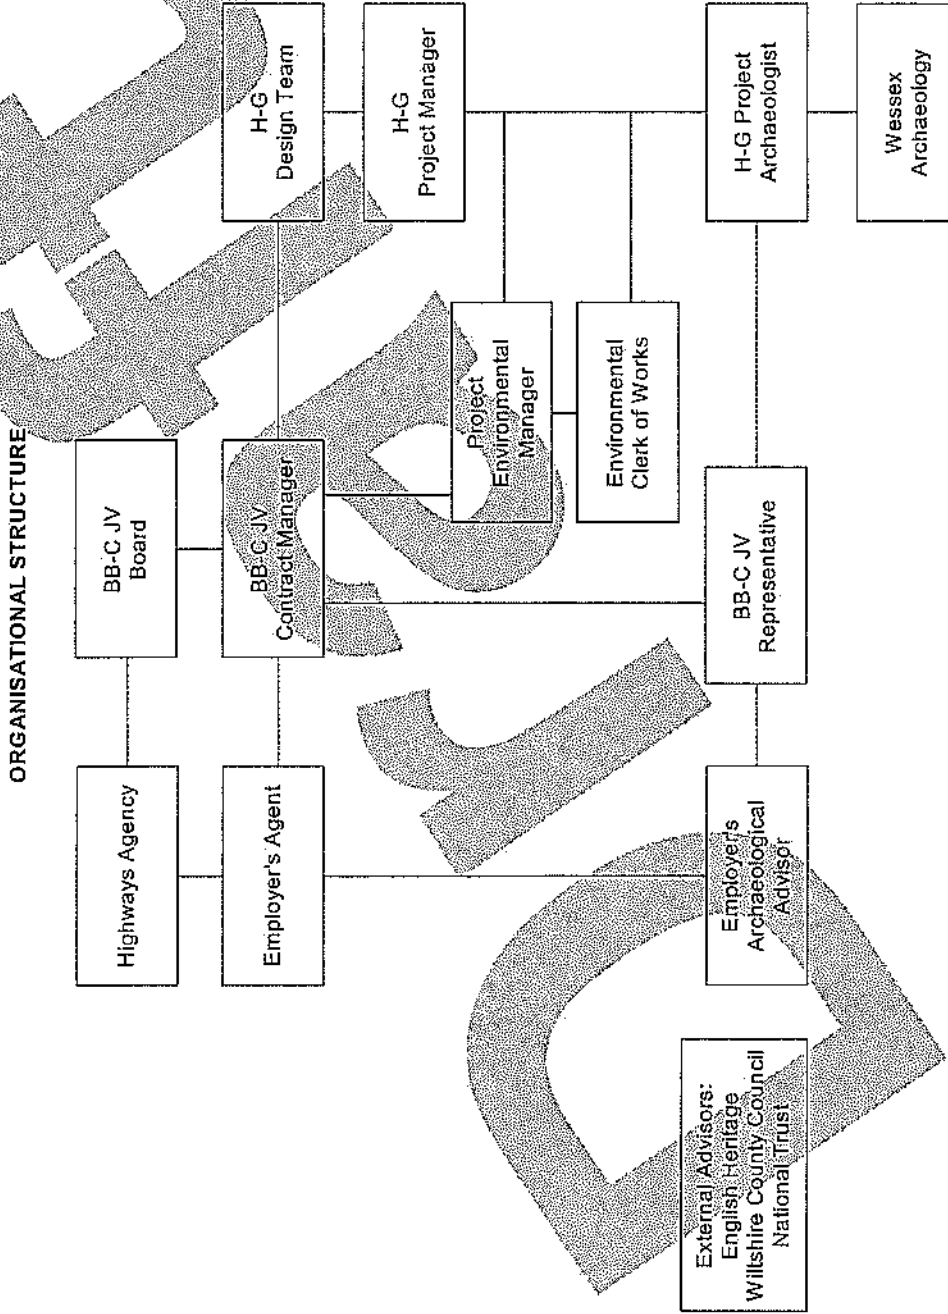 ORGANISATIONAL STRUCTURE
Highways Agency
BB-C JV
Board
Employer's Agent
BB-C JV
Contract Manager
H-G
Design Team
H-G
Project Manager
Project
Environmental
Manager
Environmental
Clerk of Works
External Advisors:
English Heritage
Wiltshire County Council
National Trust
Employer's
Archaeological
Advisor
BB-C JV
Representative
H-G Project
Archaeologist
Wessex
Archaeology
Draft